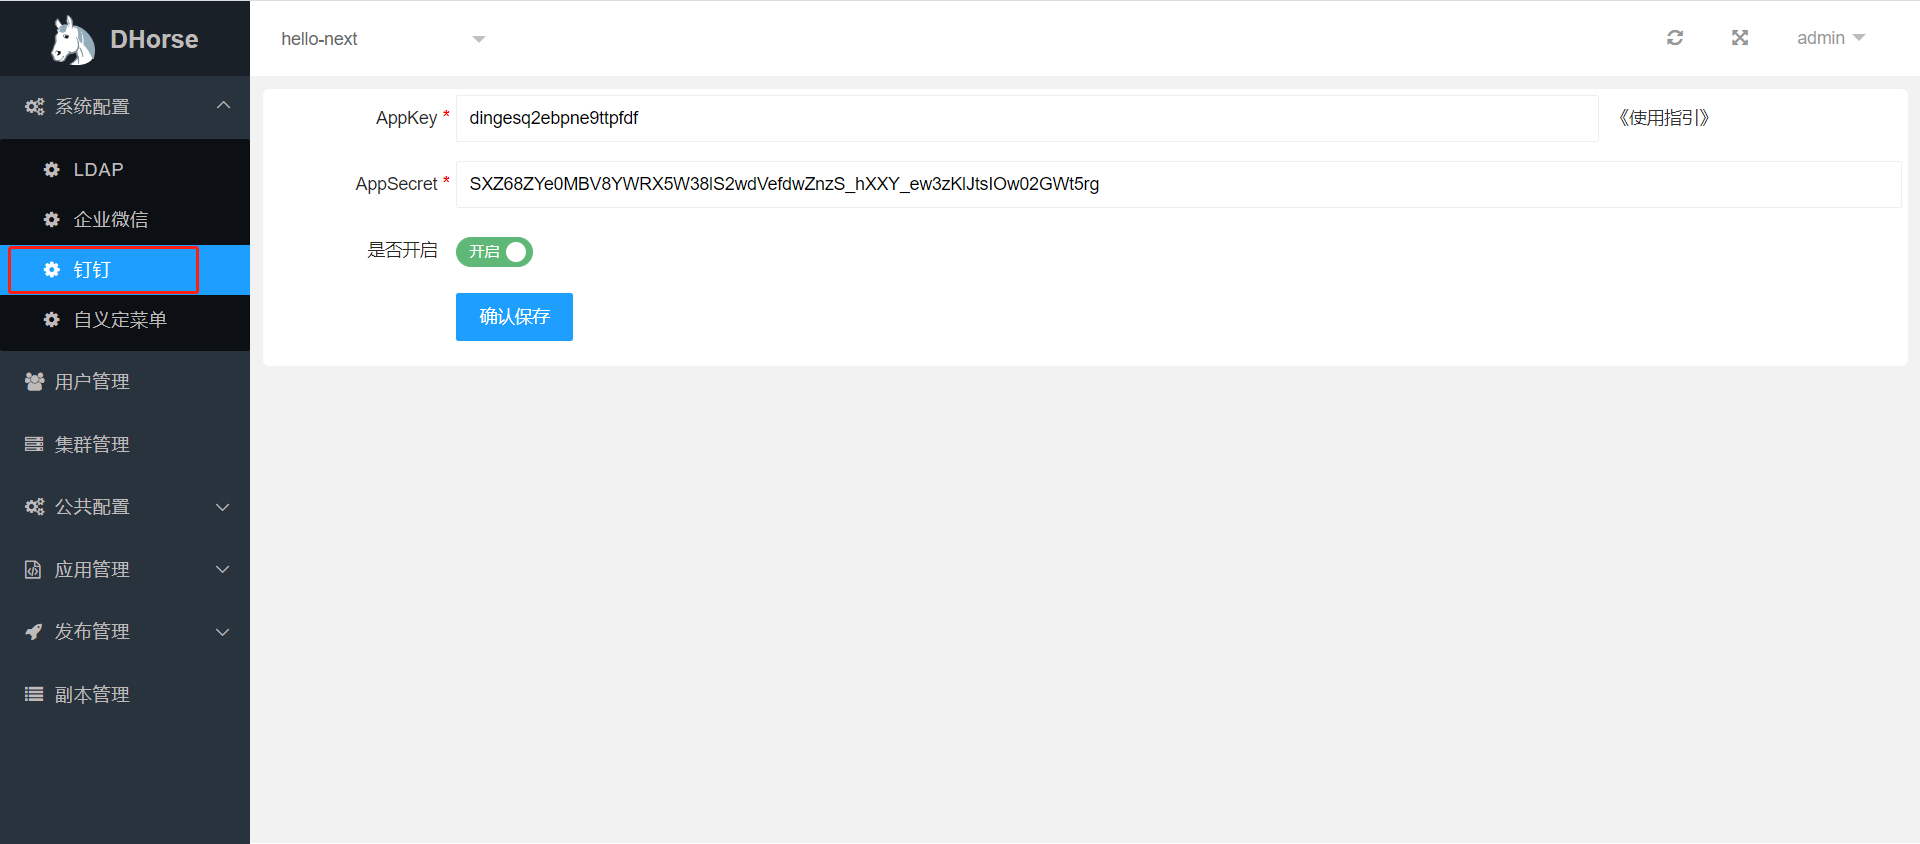 DHorse
hello-next
admin
系统配置
LDAP
企业微信
钉钉
自义定菜单
用户管理
集群管理
公共配置
应用管理
发布管理
副本管理
AppKey * dingesq2ebpne9ttpfdf 《使用指引》
AppSecret * SXZ68ZYe0MBV8YWRX5W38lS2wdVefdwZnzS_hXXY_ew3zKlJtsIOw02GWt5rg
是否开启 开启
确认保存